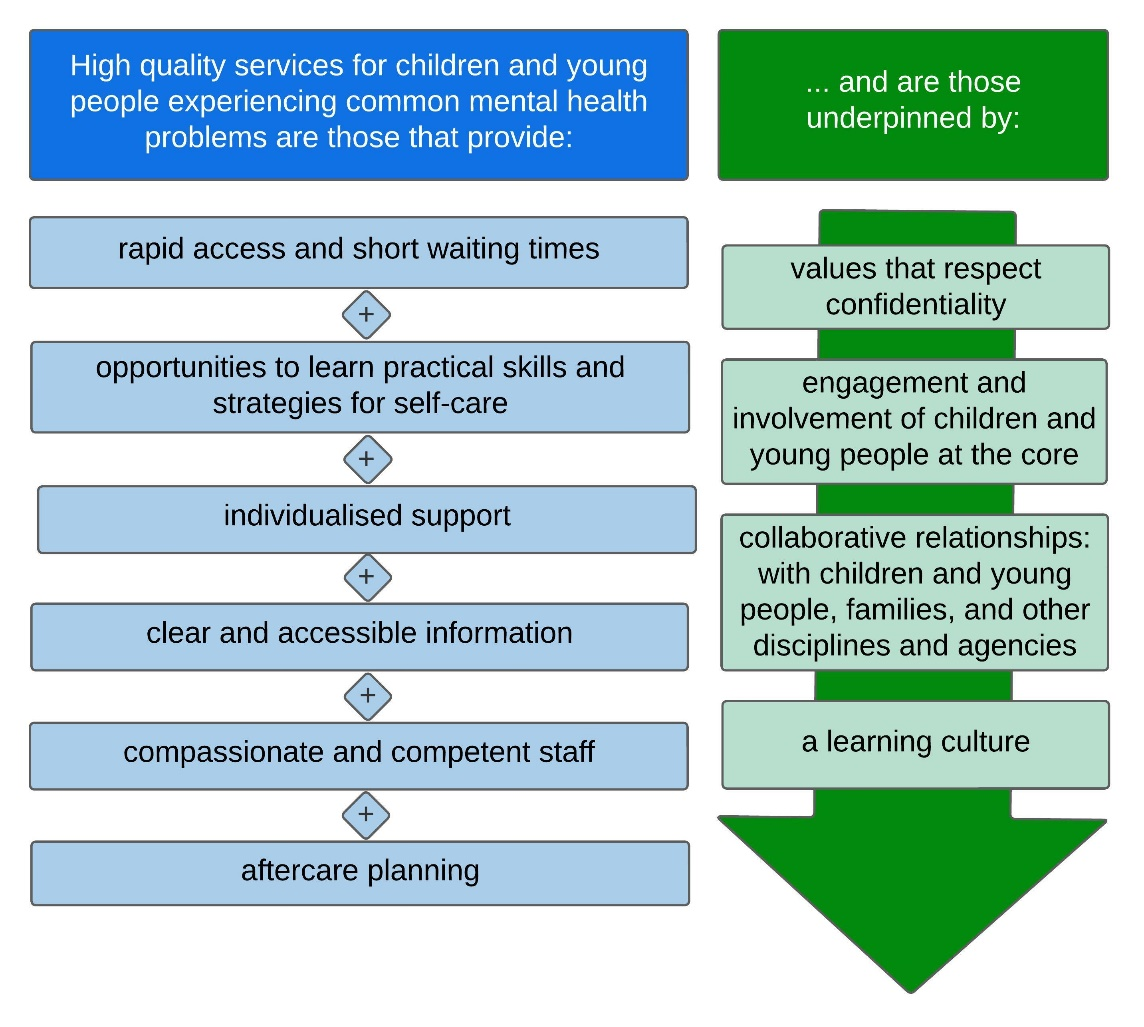 High quality services for children and young
people experiencing common mental health
problems are those that provide:
rapid access and short waiting times
+
opportunities to learn practical skills and
strategies for self-care
+
individualised support
+
clear and accessible information
+
compassionate and competent staff
+
aftercare planning
... and are those
underpinned by:
values that respect
confidentiality
engagement and
involvement of children and
young people at the core
collaborative relationships:
with children and young
people, families, and other
disciplines and agencies
a learning culture